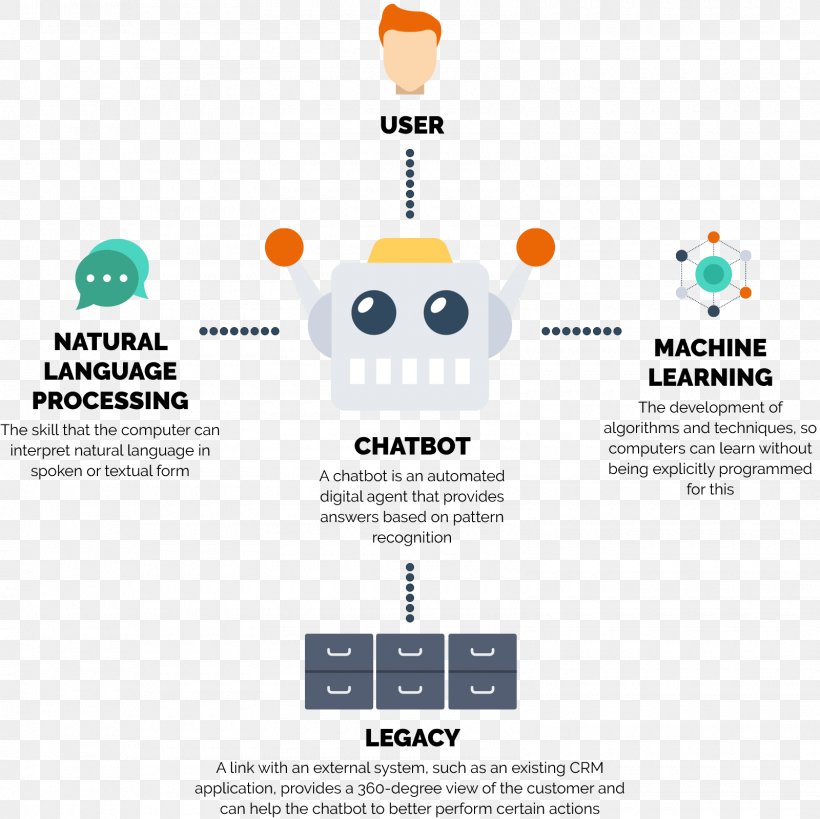 USER
NATURAL
LANGUAGE
PROCESSING
The skill that the computer can
interpret natural language in
spoken or textual form
CHATBOT
A chatbot is an automated
digital agent that provides
answers based on pattern
recognition
MACHINE
LEARNING
The development of
algorithms and techniques, so
computers can learn without
being explicitly programmed
for this
LEGACY
A link with an external system, such as an existing CRM
application, provides a 360-degree view of the customer and
can help the chatbot to better perform certain actions